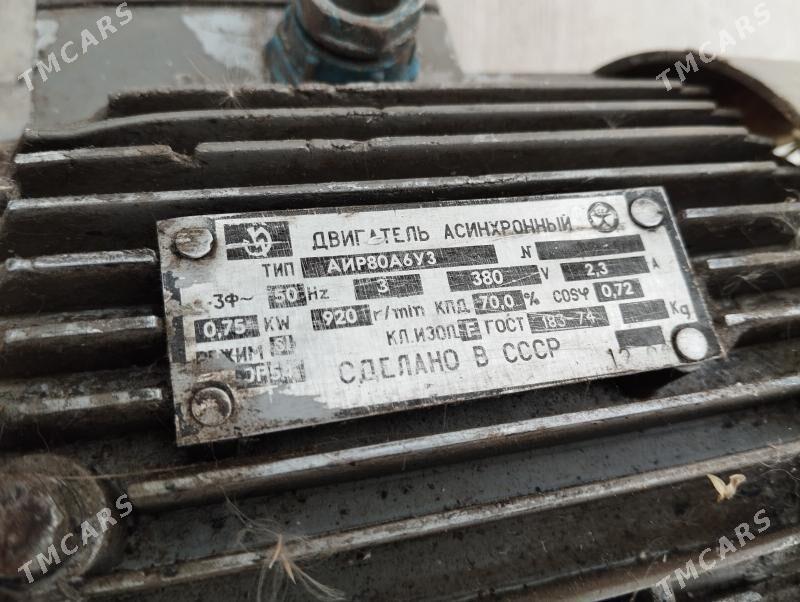 ДВИГАТЕЛЬ АСИНХРОННЫЙ
ТИП АИР80А6У3 N
3Ф~ 50 Hz 3 380 V 2,3 A
0,75 KW 920 r/min КПД 70,0 % COSφ 0,72
РЕЖИМ S1 КЛ.ИЗОЛ F ГОСТ 183-74 Kg
СДЕЛАНО В СССР
TMCARS
TMCARS
TMCARS
TMCARS
TMCARS
TMCARS